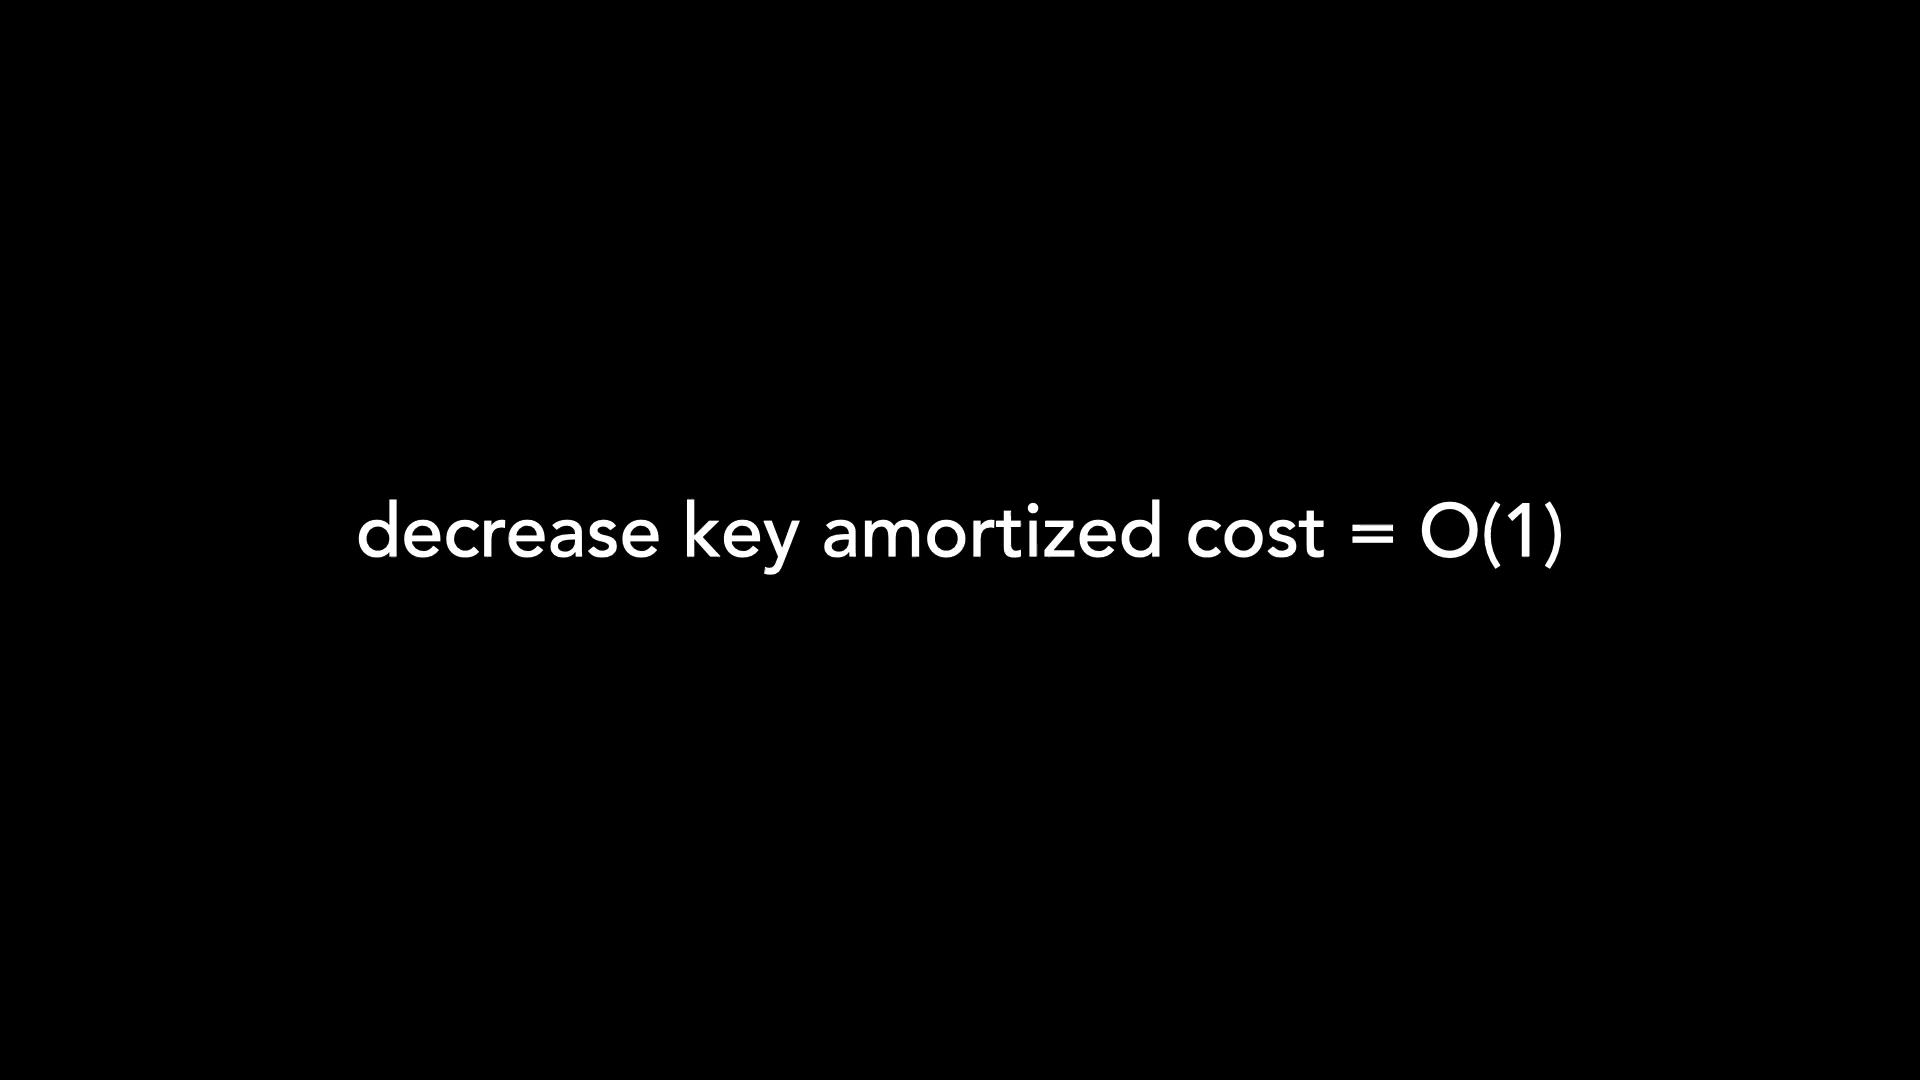 decrease key amortized cost = O(1)